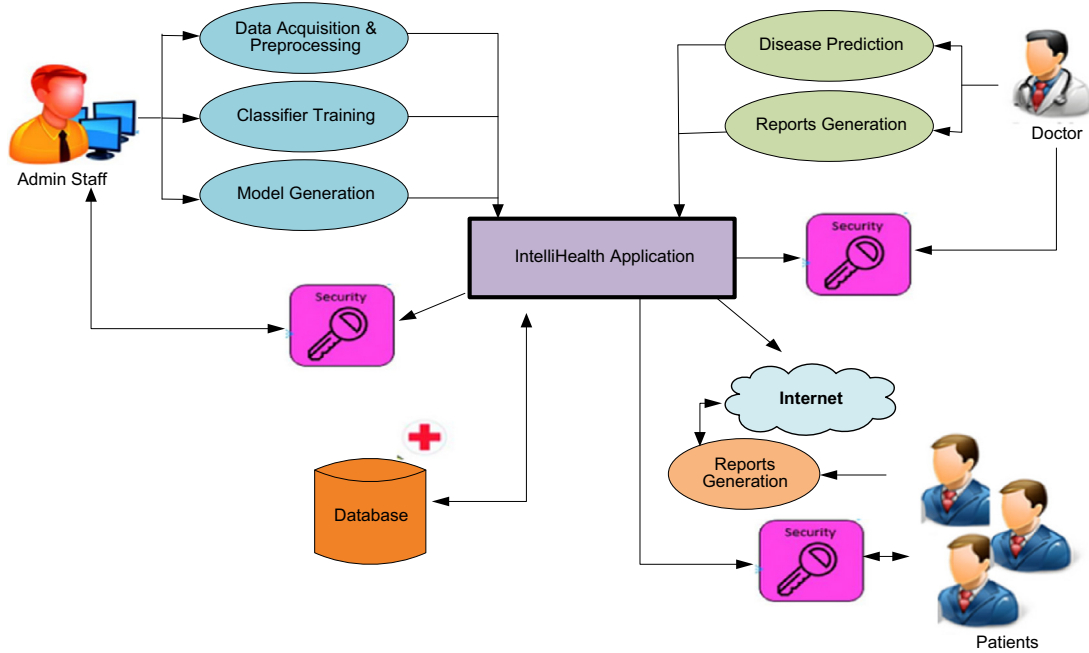 Data Acquisition &
Preprocessing
Disease Prediction
Classifier Training
Reports Generation
Doctor
Admin Staff
Model Generation
Security
IntelliHealth Application
Security
Internet
Reports
Generation
Database
Security
Patients